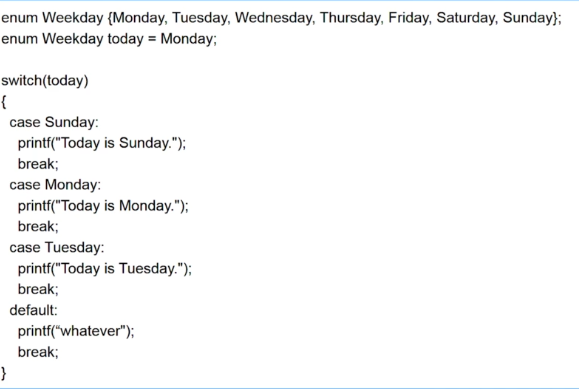 enum Weekday {Monday, Tuesday, Wednesday, Thursday, Friday, Saturday, Sunday};
enum Weekday today = Monday;

switch(today)
{
  case Sunday:
    printf("Today is Sunday.");
    break;
  case Monday:
    printf("Today is Monday.");
    break;
  case Tuesday:
    printf("Today is Tuesday.");
    break;
  default:
    printf(“whatever");
    break;
}